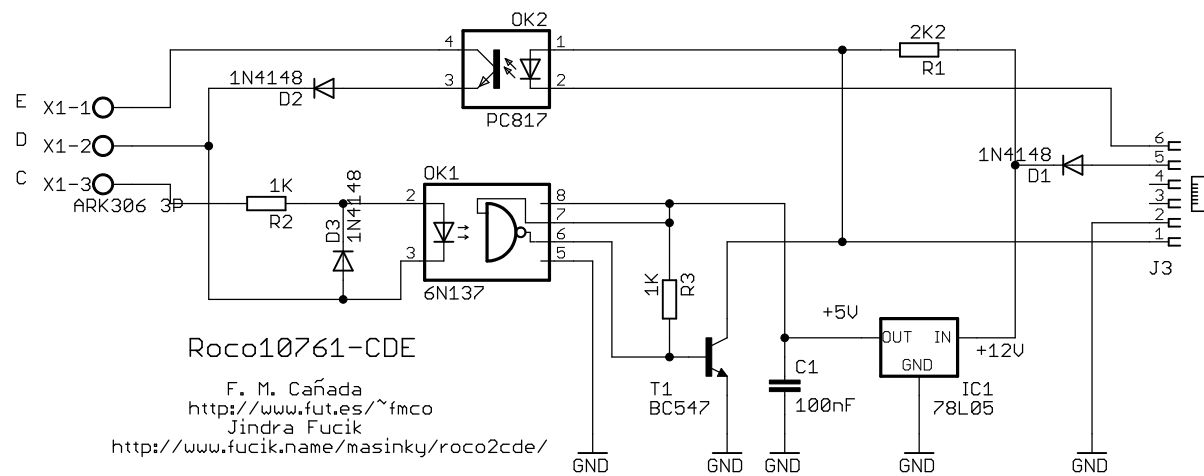 OK2
2K2
4
1
R1
1N4148
3
2
D2
E X1-1
PC817
D X1-2
6
1N4148
5
OK1
D1
C X1-3
4
ARK306 3P
1K
1N4148
2
8
3
R2
7
2
D3
6
1
3
5
J3
6N137
1K
R3
+5V
Roco10761-CDE
OUT IN
+12V
GND
F. M. Cañada
C1
T1
IC1
http://www.fut.es/~fmco
BC547
100nF
78L05
Jindra Fucik
http://www.fucik.name/masinky/roco2cde/
GND GND GND GND GND